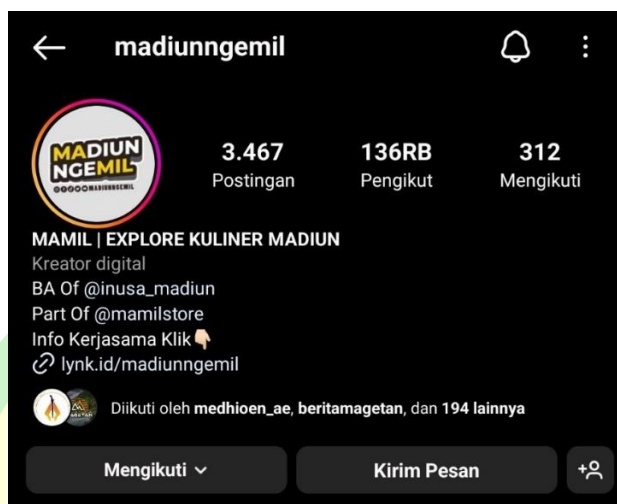 madiunngemil
MADIUN
NGEMIL
3.467
Postingan
136RB
Pengikut
312
Mengikuti
MAMIL | EXPLORE KULINER MADIUN
Kreator digital
BA Of @inusa_madiun
Part Of @mamilstore
Info Kerjasama Klik👇🏻
lynk.id/madiunngemil
Diikuti oleh medhioen_ae, beritamagetan, dan 194 lainnya
Mengikuti
Kirim Pesan